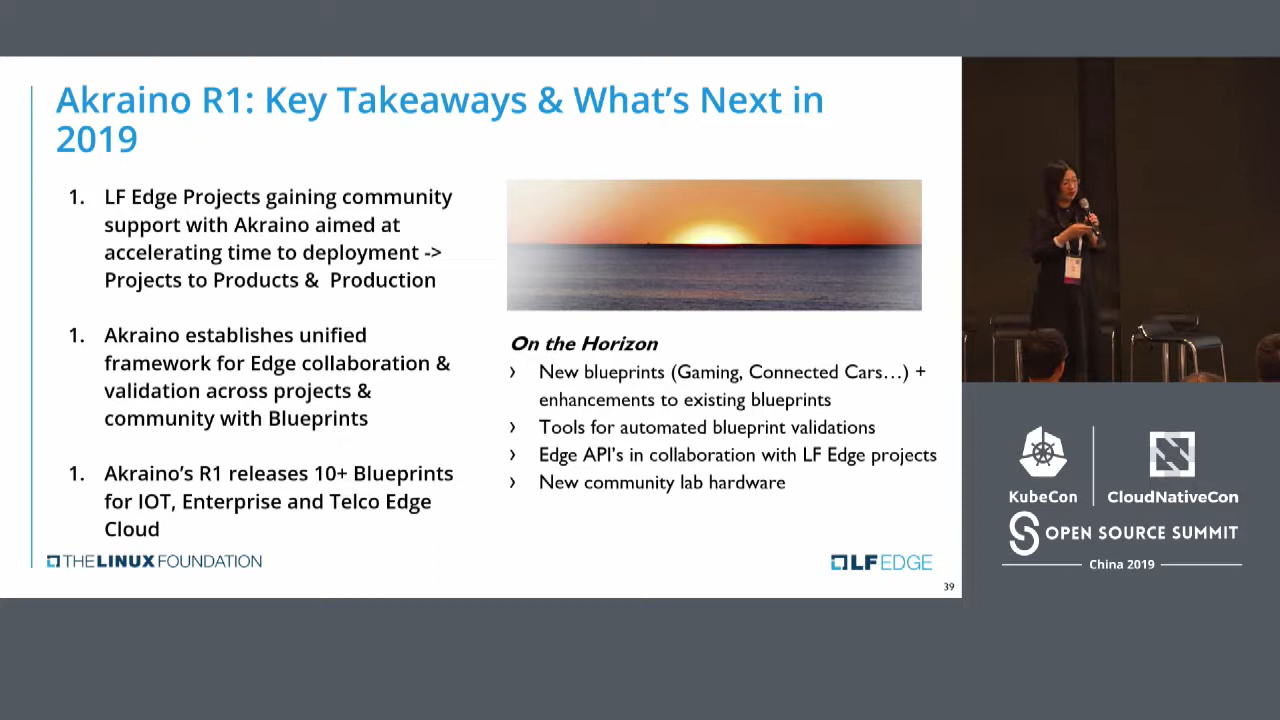 Akraino R1: Key Takeaways & What's Next in
2019
1. LF Edge Projects gaining community
support with Akraino aimed at
accelerating time to deployment ->
Projects to Products & Production
1. Akraino establishes unified
framework for Edge collaboration &
validation across projects &
community with Blueprints
1. Akraino's R1 releases 10+ Blueprints
for IOT, Enterprise and Telco Edge
Cloud
On the Horizon
› New blueprints (Gaming, Connected Cars…) +
enhancements to existing blueprints
› Tools for automated blueprint validations
› Edge API's in collaboration with LF Edge projects
› New community lab hardware
THE LINUX FOUNDATION
LF EDGE
39
KubeCon
CloudNativeCon
OPEN SOURCE SUMMIT
China 2019